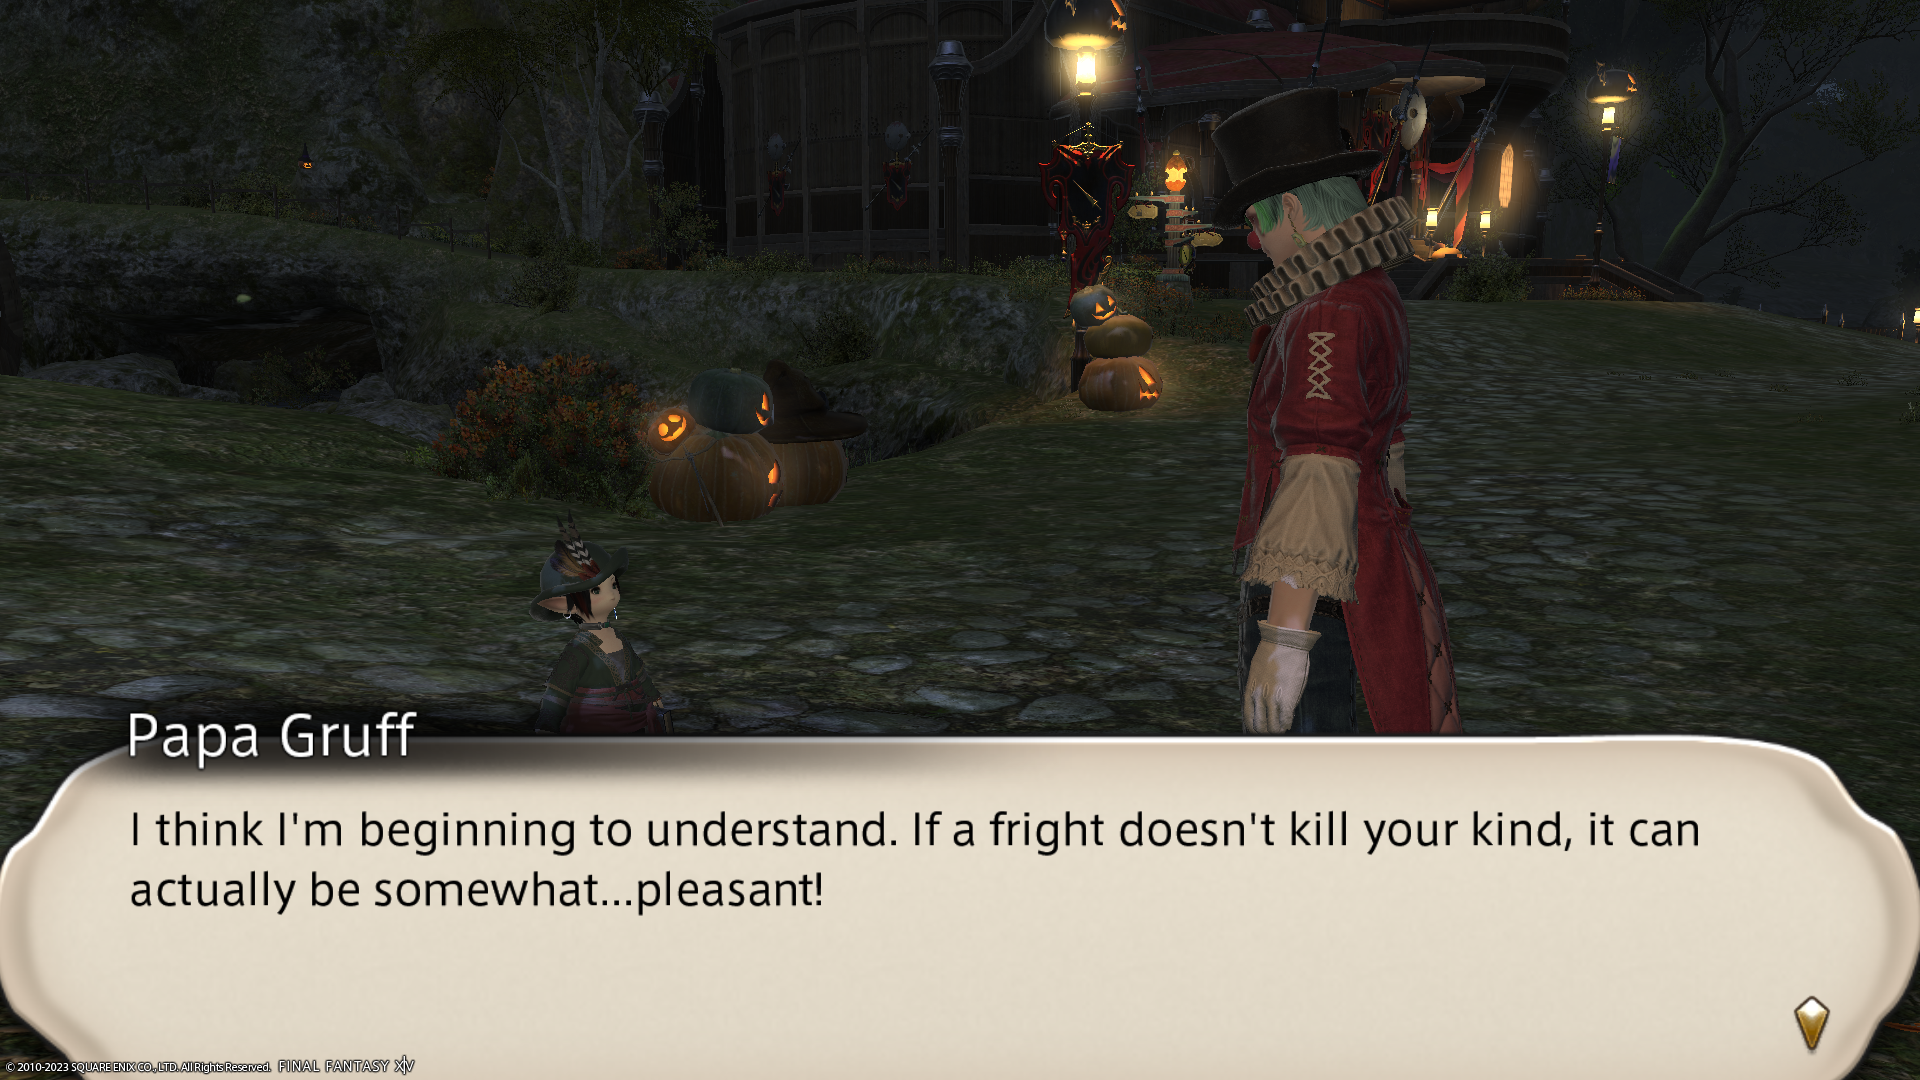 Papa Gruff
I think I'm beginning to understand. If a fright doesn't kill your kind, it can
actually be somewhat...pleasant!
© 2010-2023 SQUARE ENIX CO., LTD. All Rights Reserved. FINAL FANTASY XIV